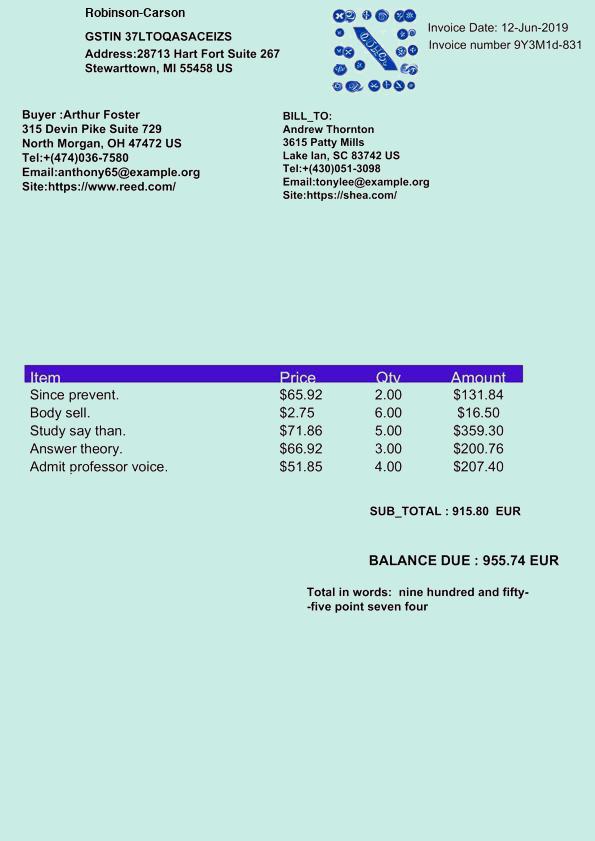 Robinson-Carson
GSTIN 37LTOQASACEIZS
Address:28713 Hart Fort Suite 267
Stewarttown, MI 55458 US
Invoice Date: 12-Jun-2019
Invoice number 9Y3M1d-831
Buyer :Arthur Foster
315 Devin Pike Suite 729
North Morgan, OH 47472 US
Tel:+(474)036-7580
Email:anthony65@example.org
Site:https://www.reed.com/
BILL_TO:
Andrew Thornton
3615 Patty Mills
Lake Ian, SC 83742 US
Tel:+(430)051-3098
Email:tonylee@example.org
Site:https://shea.com/
Item Price Qty Amount
Since prevent. $65.92 2.00 $131.84
Body sell. $2.75 6.00 $16.50
Study say than. $71.86 5.00 $359.30
Answer theory. $66.92 3.00 $200.76
Admit professor voice. $51.85 4.00 $207.40
SUB_TOTAL : 915.80 EUR
BALANCE DUE : 955.74 EUR
Total in words: nine hundred and fifty-
-five point seven four